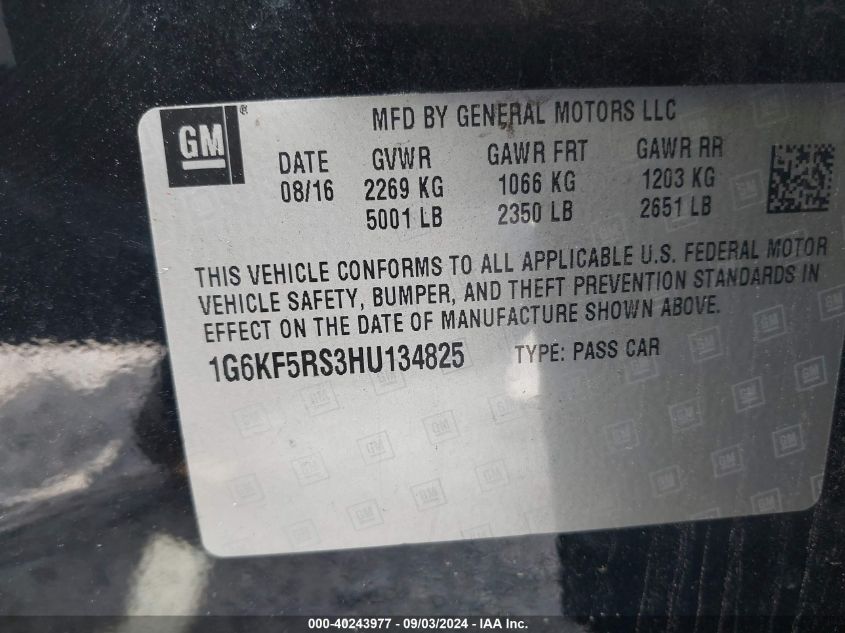 GM ®
MFD BY GENERAL MOTORS LLC
DATE GVWR GAWR FRT GAWR RR
08/16 2269 KG 1066 KG 1203 KG
5001 LB 2350 LB 2651 LB
THIS VEHICLE CONFORMS TO ALL APPLICABLE U.S. FEDERAL MOTOR
VEHICLE SAFETY, BUMPER, AND THEFT PREVENTION STANDARDS IN
EFFECT ON THE DATE OF MANUFACTURE SHOWN ABOVE.
1G6KF5RS3HU134825 TYPE: PASS CAR
000-40243977 - 09/03/2024 - IAAI Inc.